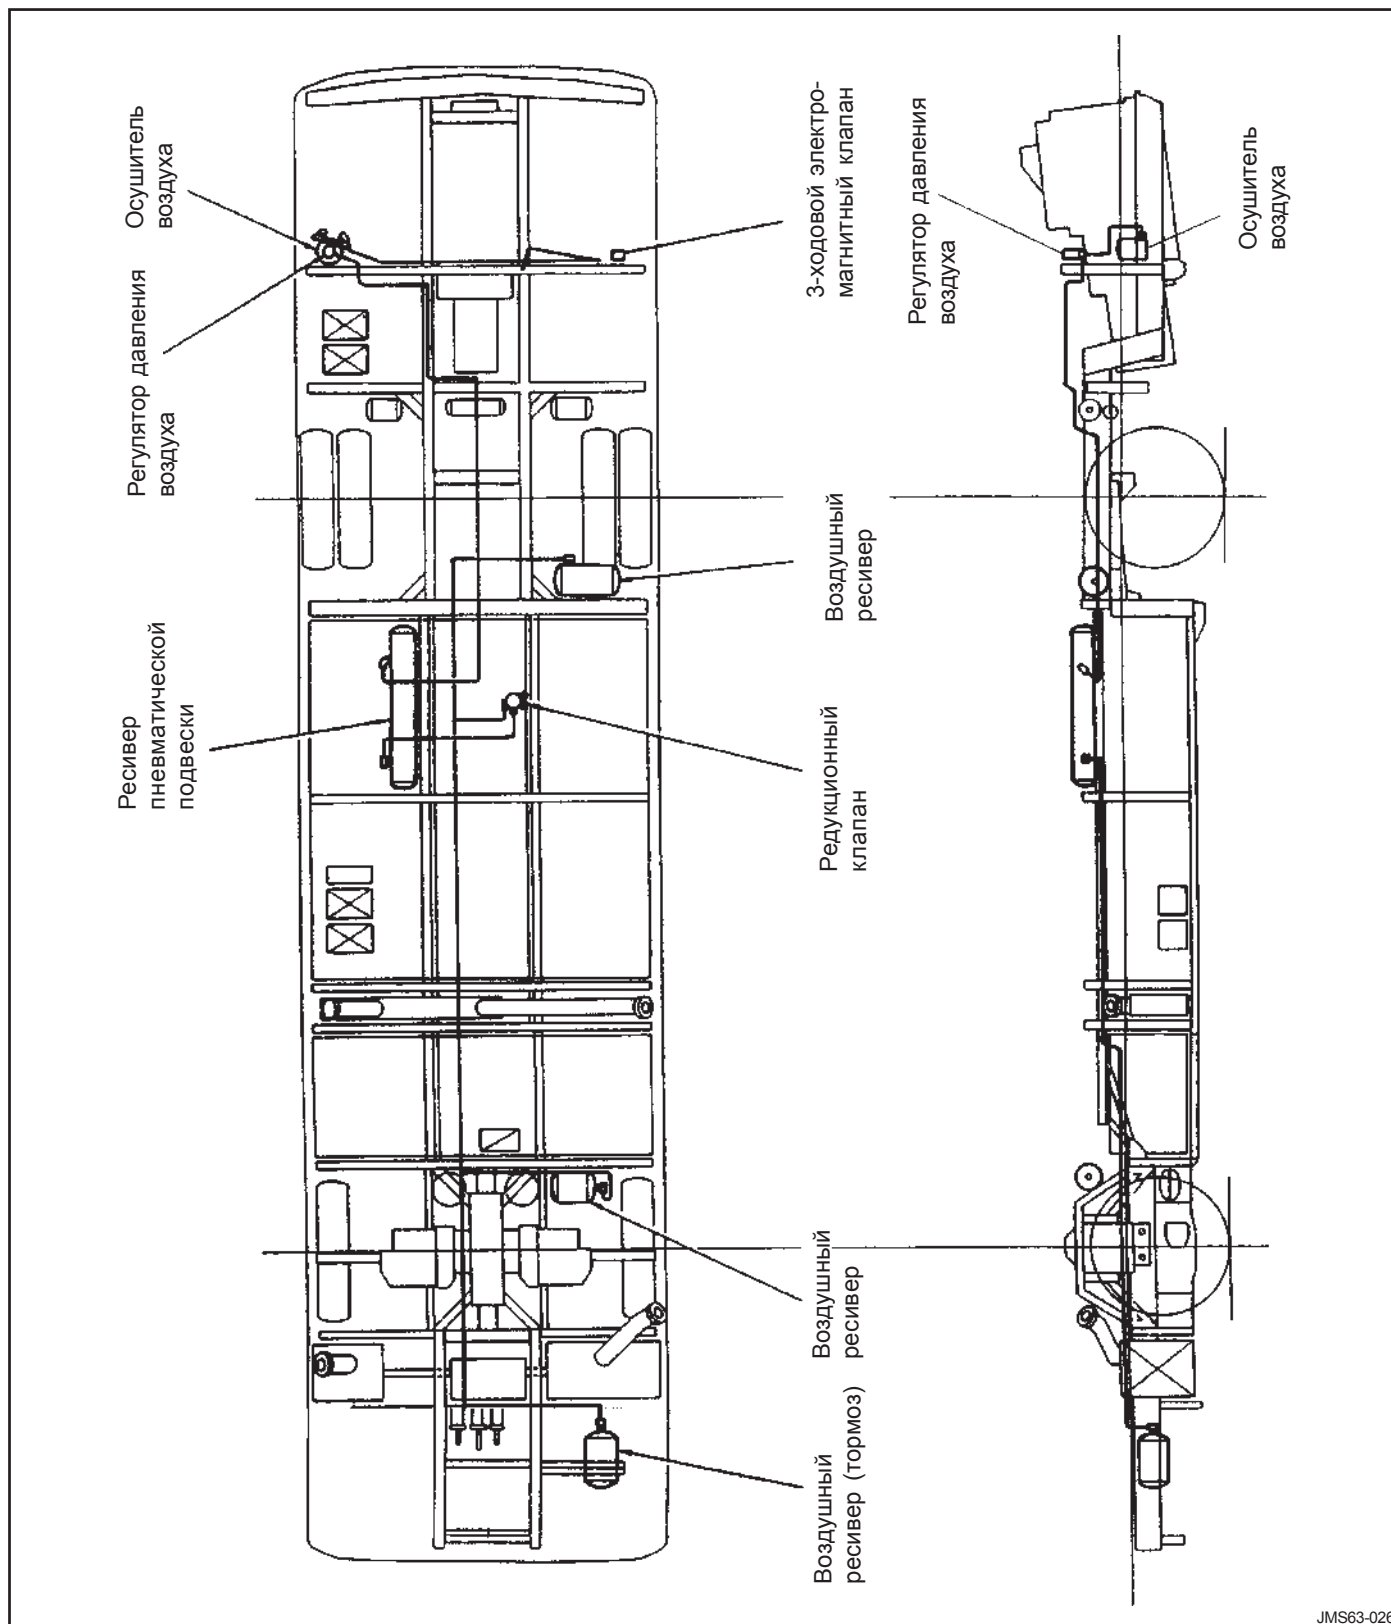 Осушитель
воздуха
Регулятор давления
воздуха
Ресивер
пневматической
подвески
3-ходовой электро-
магнитный клапан
Воздушный
ресивер
Редукционный
клапан
Воздушный
ресивер
Воздушный
ресивер (тормоз)
Регулятор давления
воздуха
Осушитель
воздуха
JMS63-026